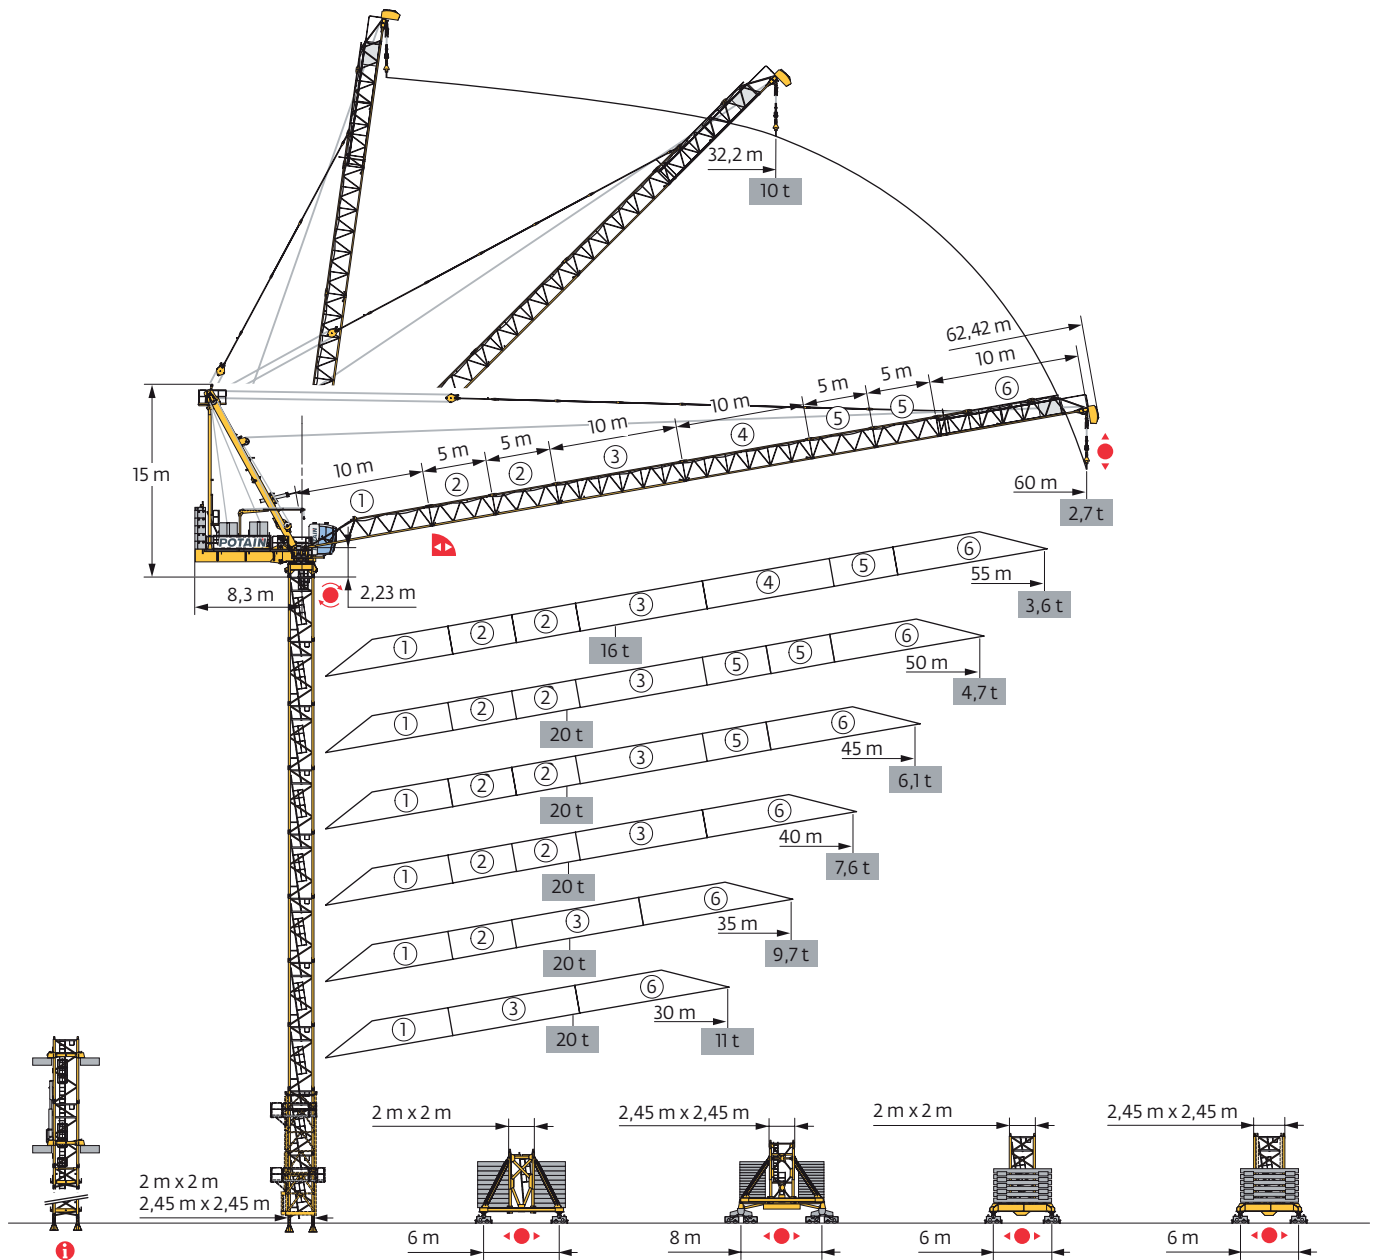 32,2 m
10 t
62,42 m
10 m
5 m
5 m
6
5
5
10 m
4
10 m
3
5 m
2
5 m
2
10 m
1
15 m
60 m
2,7 t
POTAIN
8,3 m
2,23 m
1 2 2 3 4 5 6
55 m
3,6 t
16 t
1 2 2 3 5 5 6
50 m
4,7 t
20 t
1 2 2 3 5 6
45 m
6,1 t
20 t
1 2 2 3 6
40 m
7,6 t
20 t
1 2 3 6
35 m
9,7 t
20 t
1 3 6
30 m
11 t
20 t
2 m x 2 m
2,45 m x 2,45 m
2 m x 2 m
2,45 m x 2,45 m
2 m x 2 m
2,45 m x 2,45 m
6 m
8 m
6 m
6 m
i